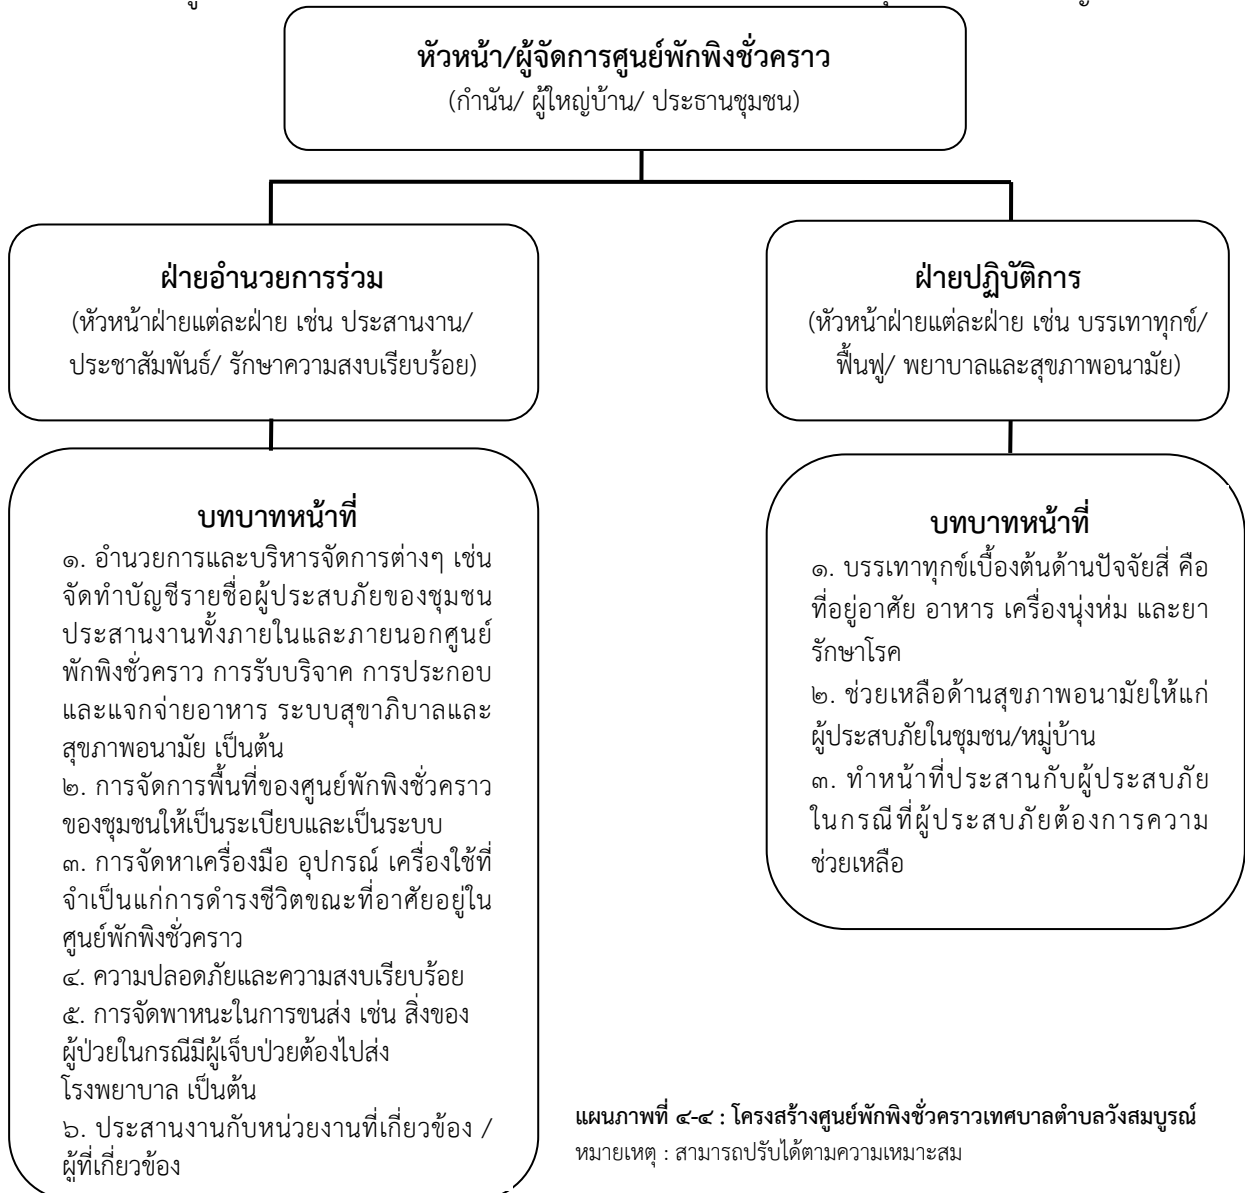 หัวหน้า/ผู้จัดการศูนย์พักพิงชั่วคราว
(กำนัน/ ผู้ใหญ่บ้าน/ ประธานชุมชน)
ฝ่ายอำนวยการร่วม
(หัวหน้าฝ่ายแต่ละฝ่าย เช่น ประสานงาน/
ประชาสัมพันธ์/ รักษาความสงบเรียบร้อย)
ฝ่ายปฏิบัติการ
(หัวหน้าฝ่ายแต่ละฝ่าย เช่น บรรเทาทุกข์/
ฟื้นฟู/ พยาบาลและสุขภาพอนามัย)
บทบาทหน้าที่
๑. อำนวยการและบริหารจัดการต่างๆ เช่น
จัดทำบัญชีรายชื่อผู้ประสบภัยของชุมชน
ประสานงานทั้งภายในและภายนอกศูนย์
พักพิงชั่วคราว การรับบริจาค การประกอบ
และแจกจ่ายอาหาร ระบบสุขาภิบาลและ
สุขภาพอนามัย เป็นต้น
๒. การจัดการพื้นที่ของศูนย์พักพิงชั่วคราว
ของชุมชนให้เป็นระเบียบและเป็นระบบ
๓. การจัดหาเครื่องมือ อุปกรณ์ เครื่องใช้ที่
จำเป็นแก่การดำรงชีวิตขณะที่อาศัยอยู่ใน
ศูนย์พักพิงชั่วคราว
๔. ความปลอดภัยและความสงบเรียบร้อย
๕. การจัดพาหนะในการขนส่ง เช่น สิ่งของ
ผู้ป่วยในกรณีมีผู้เจ็บป่วยต้องไปส่ง
โรงพยาบาล เป็นต้น
๖. ประสานงานกับหน่วยงานที่เกี่ยวข้อง /
ผู้ที่เกี่ยวข้อง
บทบาทหน้าที่
๑. บรรเทาทุกข์เบื้องต้นด้านปัจจัยสี่ คือ
ที่อยู่อาศัย อาหาร เครื่องนุ่งห่ม และยา
รักษาโรค
๒. ช่วยเหลือด้านสุขภาพอนามัยให้แก่
ผู้ประสบภัยในชุมชน/หมู่บ้าน
๓. ทำหน้าที่ประสานกับผู้ประสบภัย
ในกรณีที่ผู้ประสบภัยต้องการความ
ช่วยเหลือ
แผนภาพที่ ๔-๔ : โครงสร้างศูนย์พักพิงชั่วคราวเทศบาลตำบลวังสมบูรณ์
หมายเหตุ : สามารถปรับได้ตามความเหมาะสม